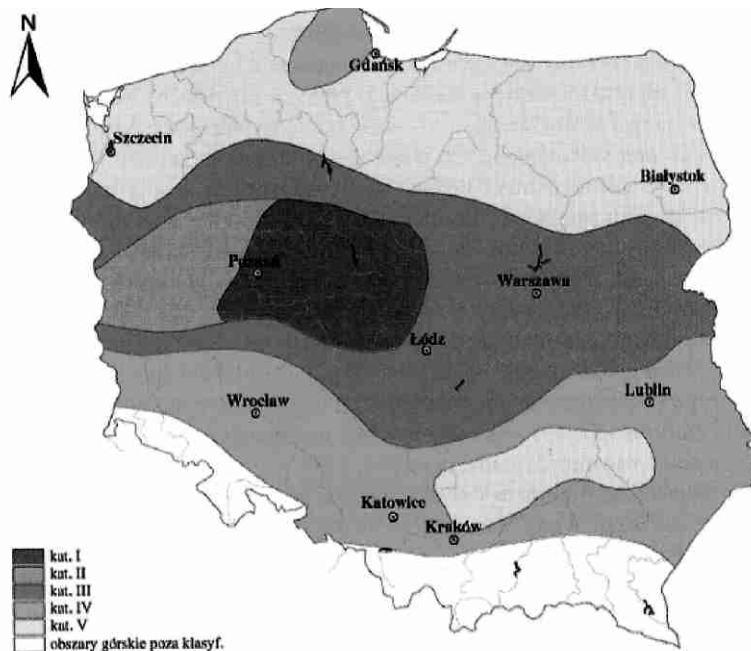 N
Gdańsk
Szczecin
Białystok
Poznań
Warszawa
Łódz
Wrocław
Lublin
Katowice
Kraków
kat. I
kat. II
kat. III
kat. IV
kat. V
obszary górskie poza klasyf.